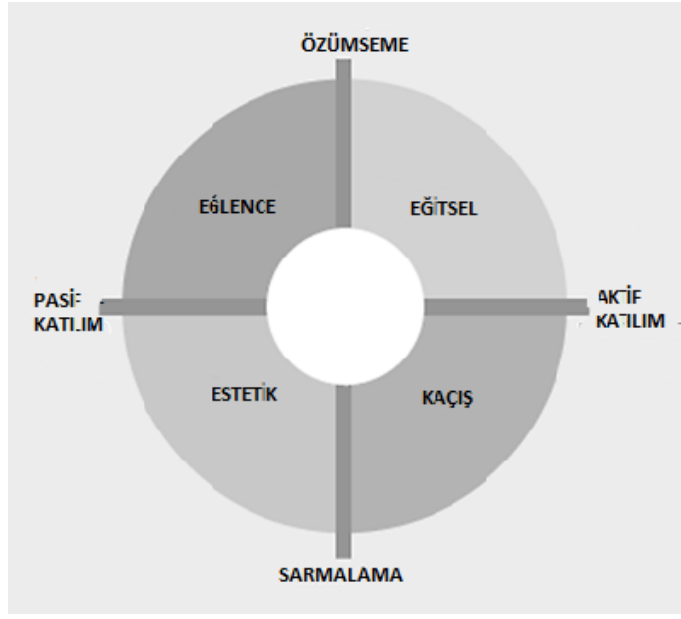 ÖZÜMSEME
EĞLENCE
EĞİTSEL
PASİF
KATILIM
AKTİF
KATILIM
ESTETİK
KAÇIŞ
SARMALAMA